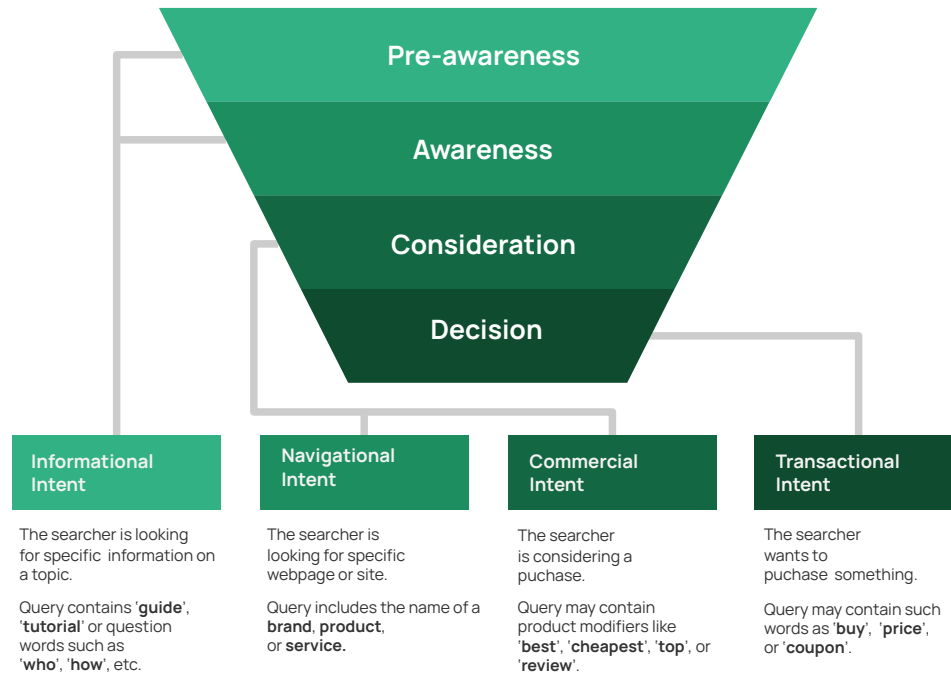 Pre-awareness
Awareness
Consideration
Decision
Informational
Intent
The searcher is looking
for specific information on
a topic.
Query contains ‘guide’,
‘tutorial’ or question
words such as
‘who’, ‘how’, etc.
Navigational
Intent
The searcher is
looking for specific
webpage or site.
Query includes the name of a
brand, product,
or service.
Commercial
Intent
The searcher
is considering a
puchase.
Query may contain
product modifiers like
‘best’, ‘cheapest’, ‘top’, or
‘review’.
Transactional
Intent
The searcher
wants to
puchase something.
Query may contain such
words as ‘buy’, ‘price’,
or ‘coupon’.